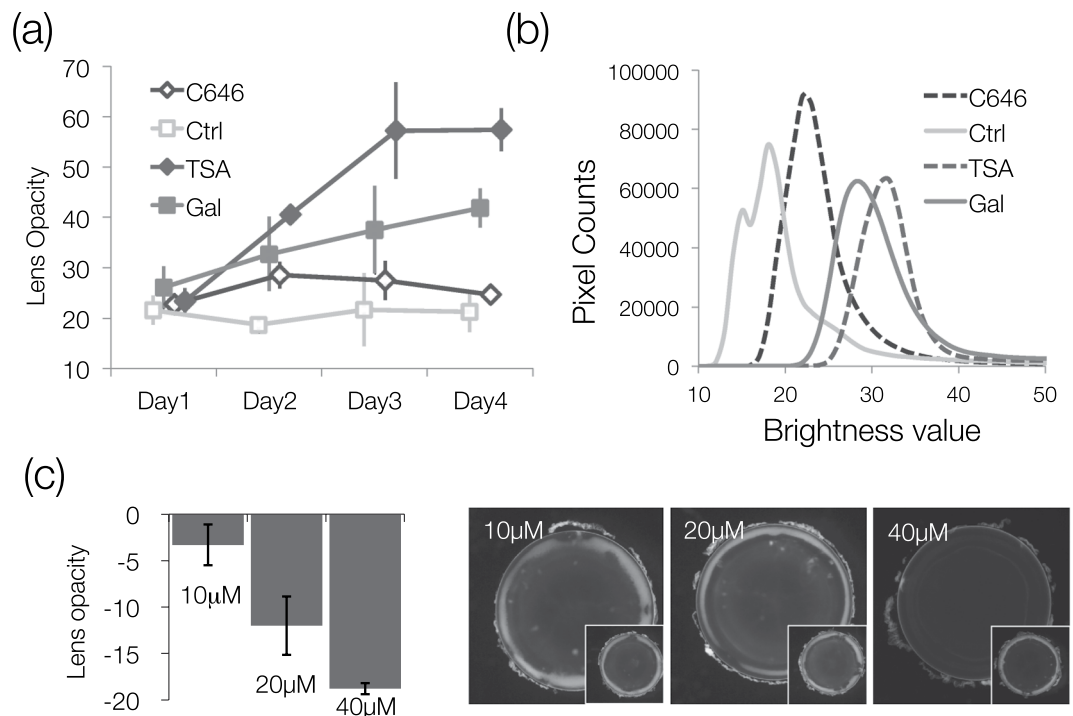 (a)
70
60
50
40
30
20
10
Lens Opacity
C646
Ctrl
TSA
Gal
Day1 Day2 Day3 Day4
(b)
100000
80000
60000
40000
20000
0
Pixel Counts
C646
Ctrl
TSA
Gal
10 20 30 40 50
Brightness value
(c)
0
-5
-10
-15
-20
Lens opacity
10μM
20μM
40μM
10μM
20μM
40μM